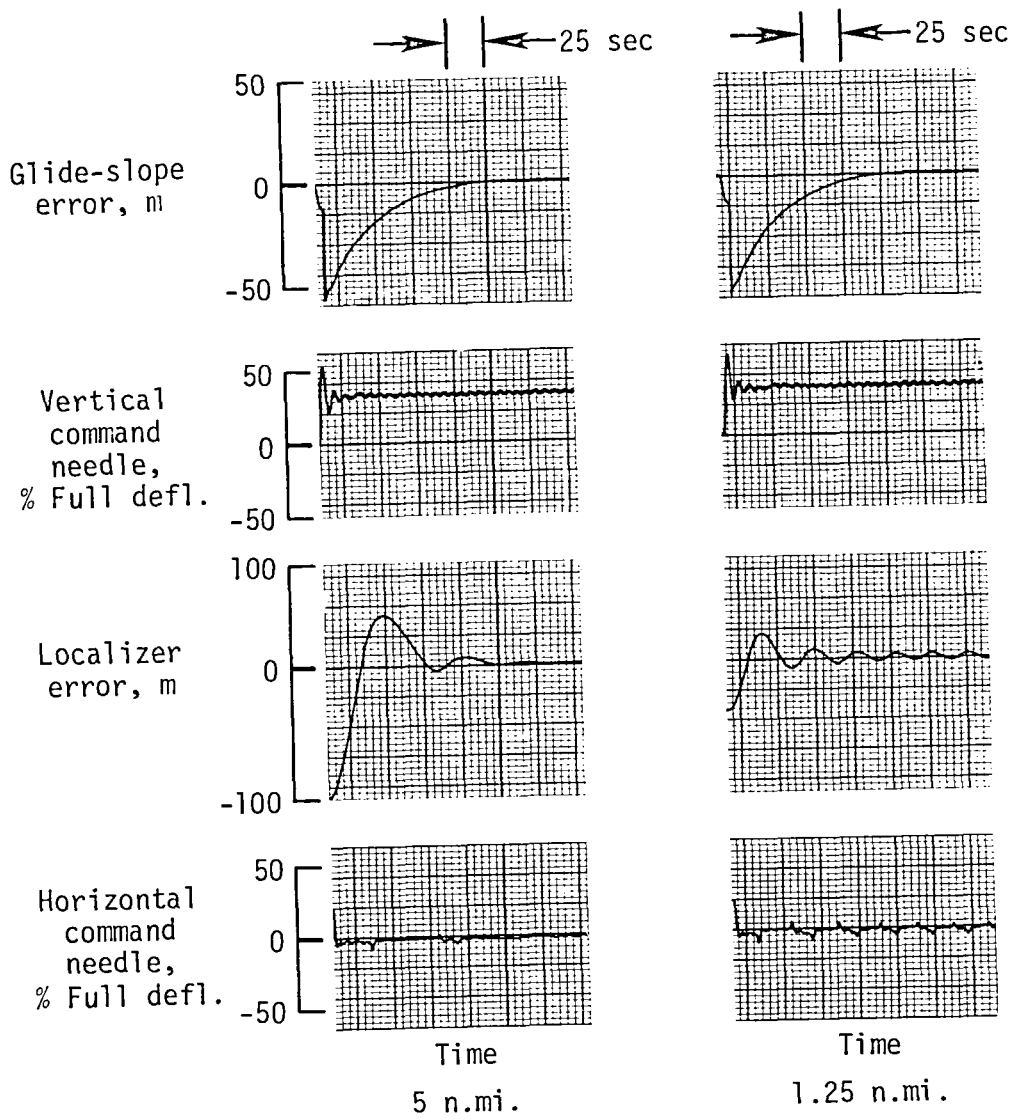 25 sec
25 sec
50
Glide-slope
error, m
0
-50
Vertical
command
needle,
% Full defl.
50
0
-50
Localizer
error, m
100
0
-100
Horizontal
command
needle,
% Full defl.
50
0
-50
Time
5 n.mi.
Time
1.25 n.mi.